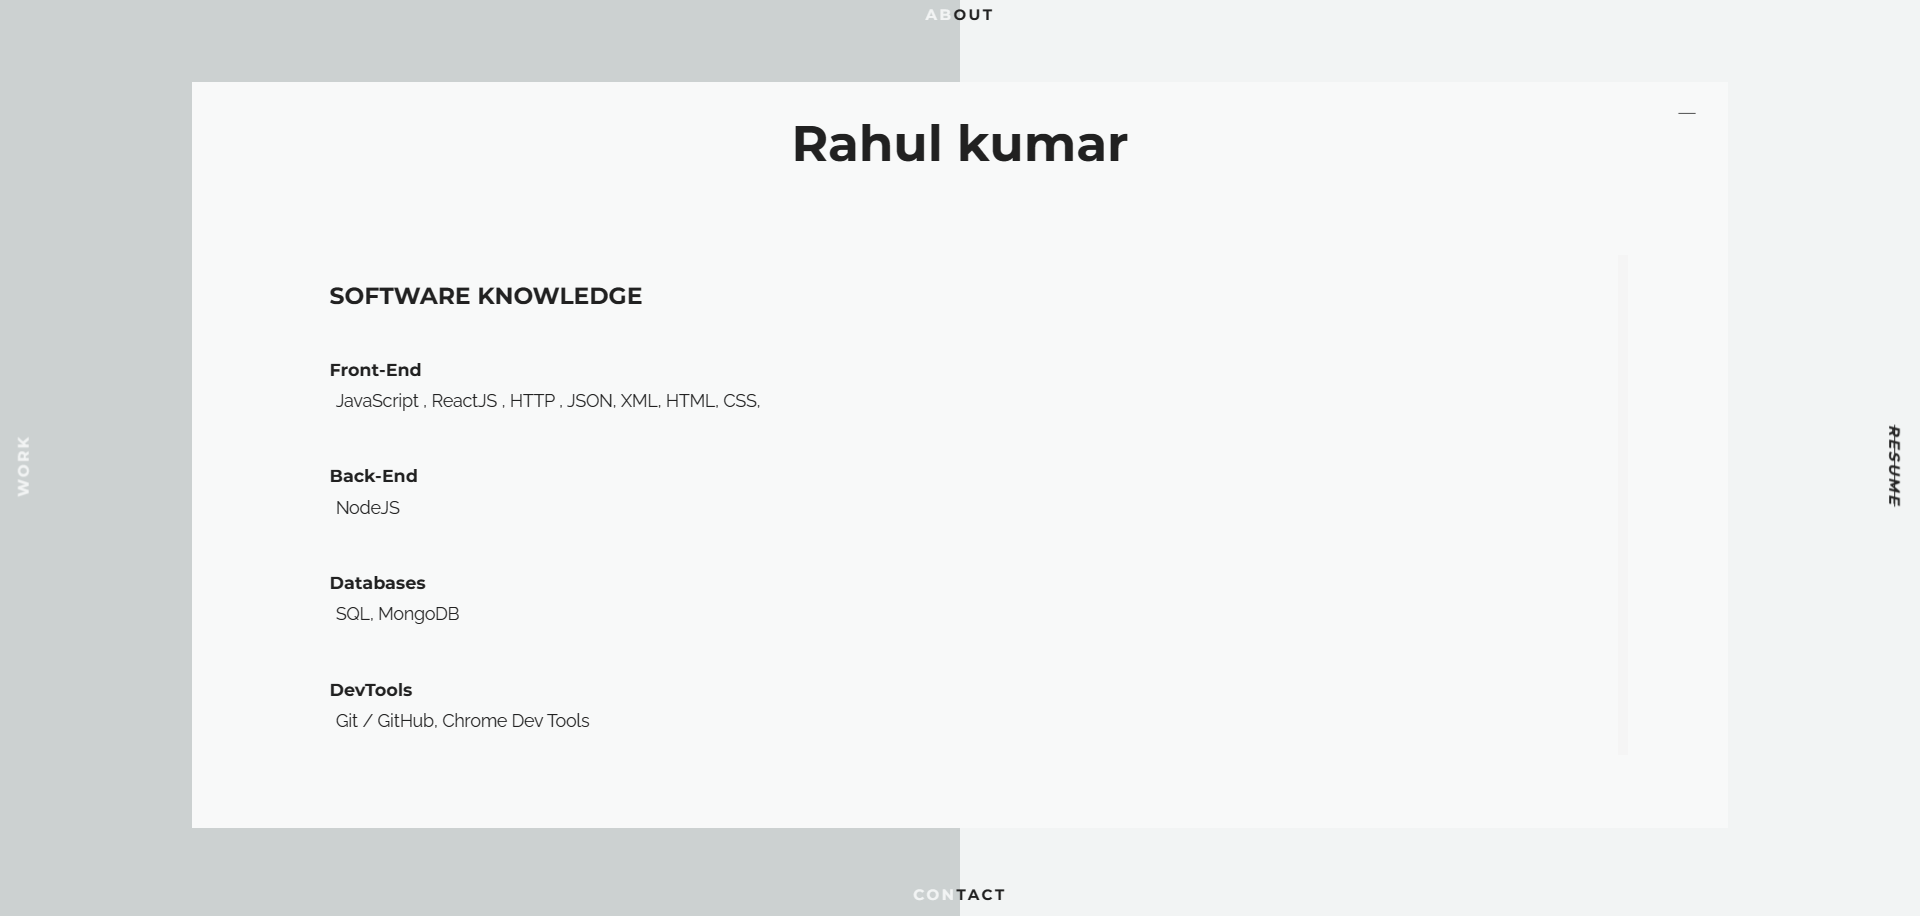 ABOUT
Rahul kumar
SOFTWARE KNOWLEDGE
Front-End
JavaScript , ReactJS , HTTP , JSON, XML, HTML, CSS,
Back-End
NodeJS
Databases
SQL, MongoDB
DevTools
Git / GitHub, Chrome Dev Tools
WORK
RESUME
CONTACT